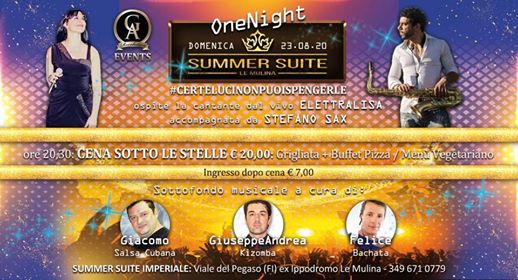 OneNight
DOMENICA 23.08.20
GA
EVENTS
SUMMER SUITE
LE MULINA
#CERTELUCINONPUOISPENGERLE
ospite la cantante dal vivo ELETTRALISA
accompagnata da STEFANO SAX
ore 20,30: CENA SOTTO LE STELLE € 20,00: Grigliata + Buffet Pizza / Menù Vegetariano
Ingresso dopo cena € 7,00
Sottofondo musicale a cura di:
Giacomo
Salsa Cubana
GiuseppeAndrea
Kizomba
Felice
Bachata
SUMMER SUITE IMPERIALE: Viale del Pegaso (FI) ex Ippodromo Le Mulina - 349 671 0779